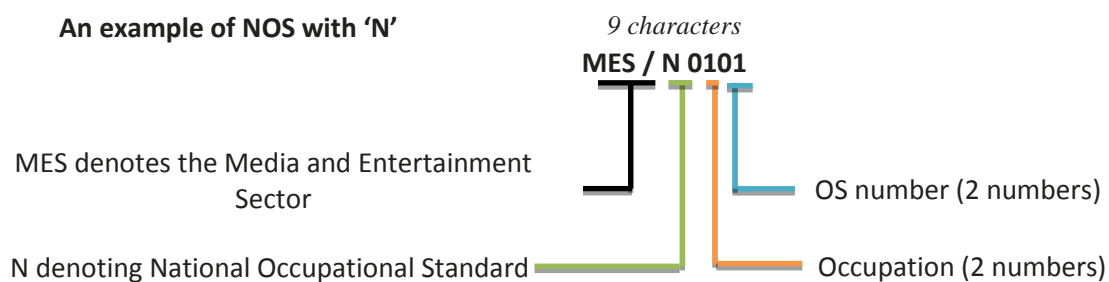 An example of NOS with ‘N’
9 characters
MES / N 0101
MES denotes the Media and Entertainment
Sector
OS number (2 numbers)
N denoting National Occupational Standard
Occupation (2 numbers)